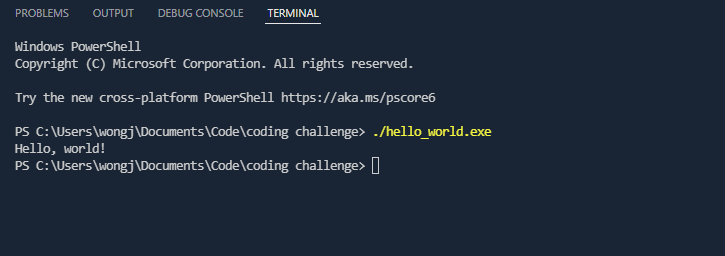 PROBLEMS OUTPUT DEBUG CONSOLE TERMINAL
Windows PowerShell
Copyright (C) Microsoft Corporation. All rights reserved.
Try the new cross-platform PowerShell https://aka.ms/pscore6
PS C:\Users\wongj\Documents\Code\coding challenge> ./hello_world.exe
Hello, world!
PS C:\Users\wongj\Documents\Code\coding challenge>